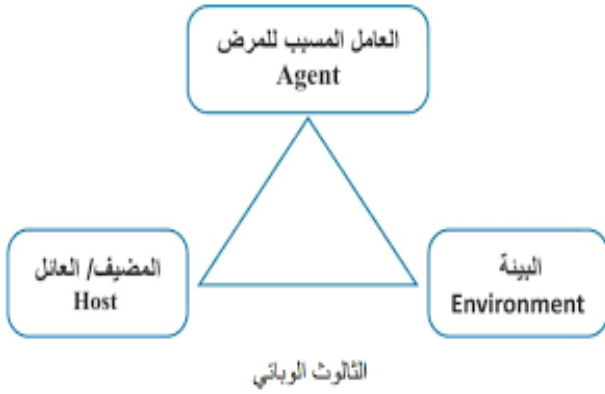 العامل المسبب للمرض
Agent
المضيف/ العائل
Host
البيئة
Environment
الثالوث الوبائي